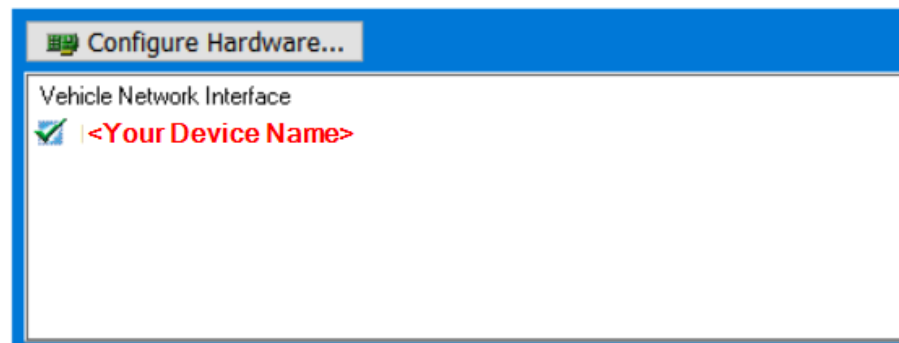 Configure Hardware...
Vehicle Network Interface
<Your Device Name>